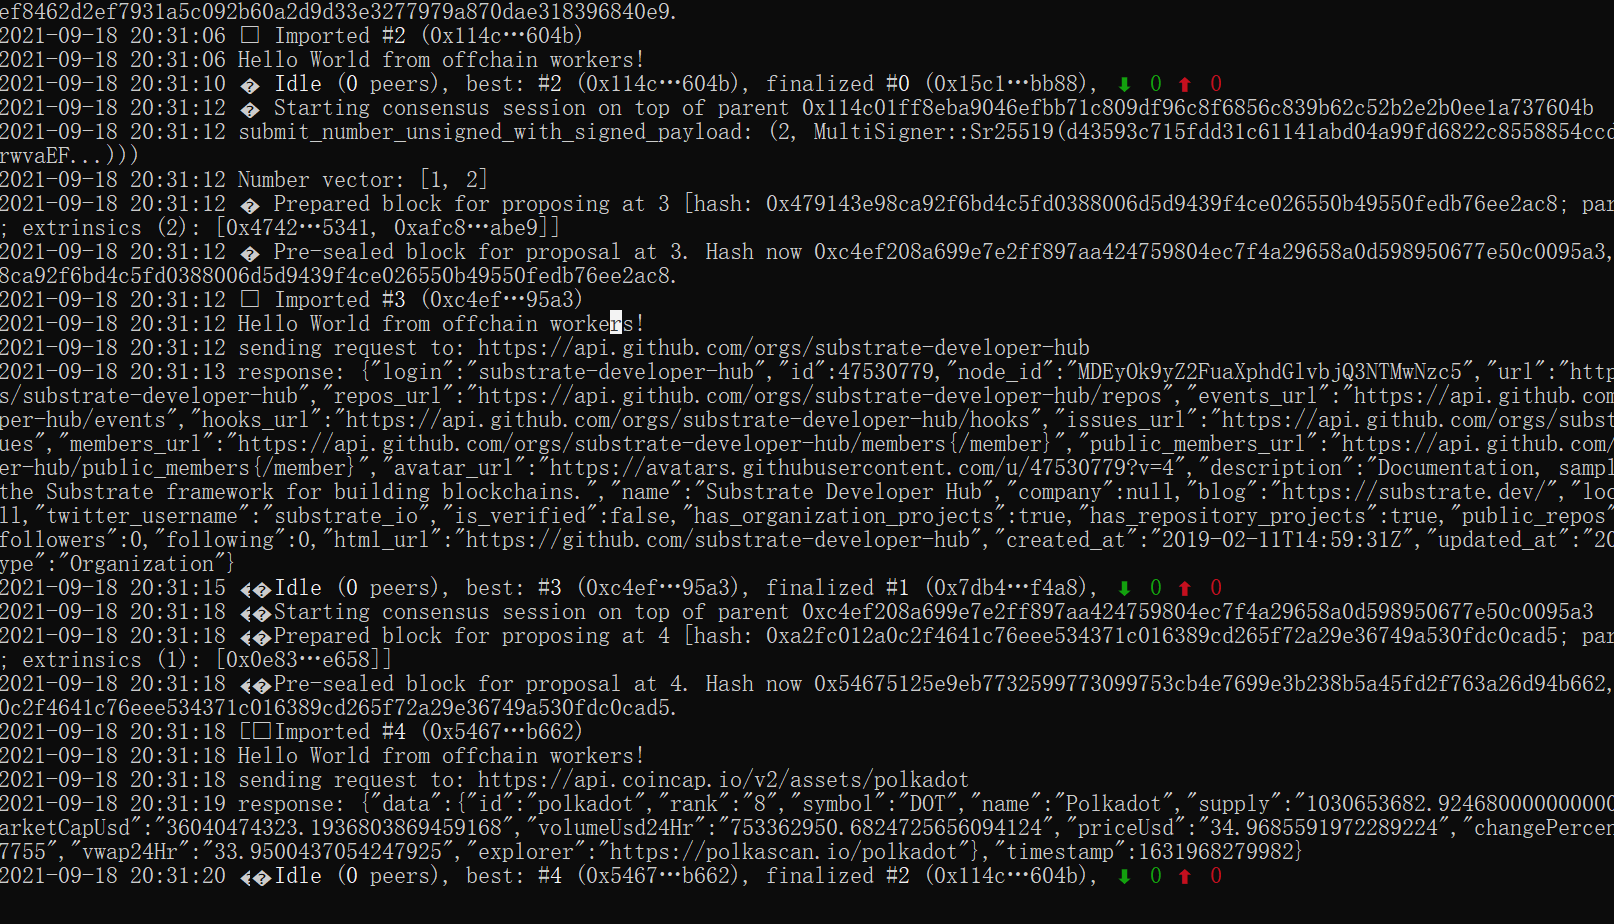 ef8462d2ef7931a5c092b60a2d9d33e3277979a870dae318396840e9.
2021-09-18 20:31:06 □ Imported #2 (0x114c…604b)
2021-09-18 20:31:06 Hello World from offchain workers!
2021-09-18 20:31:10 � Idle (0 peers), best: #2 (0x114c…604b), finalized #0 (0x15c1…bb88), ⬇ 0 ⬆ 0
2021-09-18 20:31:12 � Starting consensus session on top of parent 0x114c01ff8eba9046efbb71c809df96c8f6856c839b62c52b2e2b0ee1a737604b
2021-09-18 20:31:12 submit_number_unsigned_with_signed_payload: (2, MultiSigner::Sr25519(d43593c715fdd31c61141abd04a99fd6822c8558854ccd
rwvaEF...)))
2021-09-18 20:31:12 Number vector: [1, 2]
2021-09-18 20:31:12 � Prepared block for proposing at 3 [hash: 0x479143e98ca92f6bd4c5fd0388006d5d9439f4ce026550b49550fedb76ee2ac8; par
; extrinsics (2): [0x4742…5341, 0xafc8…abe9]]
2021-09-18 20:31:12 � Pre-sealed block for proposal at 3. Hash now 0xc4ef208a699e7e2ff897aa424759804ec7f4a29658a0d598950677e50c0095a3,
8ca92f6bd4c5fd0388006d5d9439f4ce026550b49550fedb76ee2ac8.
2021-09-18 20:31:12 □ Imported #3 (0xc4ef…95a3)
2021-09-18 20:31:12 Hello World from offchain workers!
2021-09-18 20:31:12 sending request to: https://api.github.com/orgs/substrate-developer-hub
2021-09-18 20:31:13 response: {"login":"substrate-developer-hub","id":47530779,"node_id":"MDEyOk9yZ2FuaXphdGlvbjQ3NTMwNzc5","url":"http
s/substrate-developer-hub","repos_url":"https://api.github.com/orgs/substrate-developer-hub/repos","events_url":"https://api.github.com
per-hub/events","hooks_url":"https://api.github.com/orgs/substrate-developer-hub/hooks","issues_url":"https://api.github.com/orgs/subst
ues","members_url":"https://api.github.com/orgs/substrate-developer-hub/members{/member}","public_members_url":"https://api.github.com/
er-hub/public_members{/member}","avatar_url":"https://avatars.githubusercontent.com/u/47530779?v=4","description":"Documentation, sampl
the Substrate framework for building blockchains.","name":"Substrate Developer Hub","company":null,"blog":"https://substrate.dev/","loc
ll,"twitter_username":"substrate_io","is_verified":false,"has_organization_projects":true,"has_repository_projects":true,"public_repos"
followers":0,"following":0,"html_url":"https://github.com/substrate-developer-hub","created_at":"2019-02-11T14:59:31Z","updated_at":"20
ype":"Organization"}
2021-09-18 20:31:15 �Idle (0 peers), best: #3 (0xc4ef…95a3), finalized #1 (0x7db4…f4a8), ⬇ 0 ⬆ 0
2021-09-18 20:31:18 �Starting consensus session on top of parent 0xc4ef208a699e7e2ff897aa424759804ec7f4a29658a0d598950677e50c0095a3
2021-09-18 20:31:18 �Prepared block for proposing at 4 [hash: 0xa2fc012a0c2f4641c76eee534371c016389cd265f72a29e36749a530fdc0cad5; par
; extrinsics (1): [0x0e83…e658]]
2021-09-18 20:31:18 �Pre-sealed block for proposal at 4. Hash now 0x54675125e9eb7732599773099753cb4e7699e3b238b5a45fd2f763a26d94b662,
0c2f4641c76eee534371c016389cd265f72a29e36749a530fdc0cad5.
2021-09-18 20:31:18 [□Imported #4 (0x5467…b662)
2021-09-18 20:31:18 Hello World from offchain workers!
2021-09-18 20:31:18 sending request to: https://api.coincap.io/v2/assets/polkadot
2021-09-18 20:31:19 response: {"data":{"id":"polkadot","rank":"8","symbol":"DOT","name":"Polkadot","supply":"1030653682.9246800000000000
arketCapUsd":"36040474323.1936803869459168","volumeUsd24Hr":"753362950.6824725656094124","priceUsd":"34.9685591972289224","changePercen
7755","vwap24Hr":"33.9500437054247925","explorer":"https://polkascan.io/polkadot"},"timestamp":1631968279982}
2021-09-18 20:31:20 �Idle (0 peers), best: #4 (0x5467…b662), finalized #2 (0x114c…604b), ⬇ 0 ⬆ 0